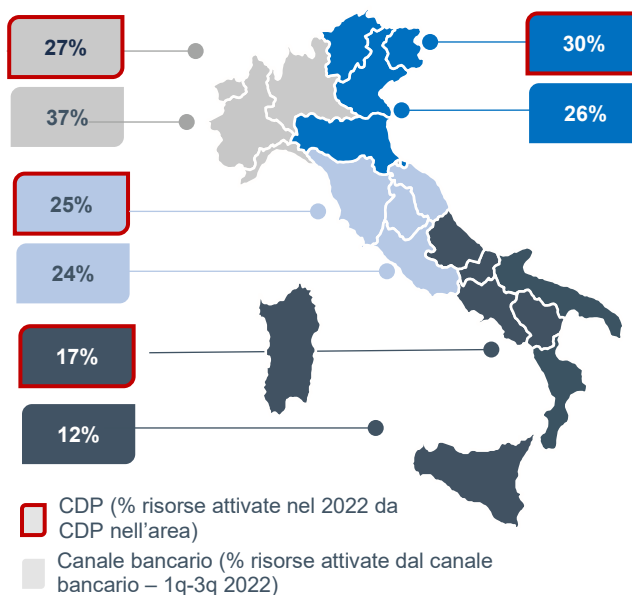 27%
30%
37%
26%
25%
24%
17%
12%
CDP (% risorse attivate nel 2022 da
CDP nell’area)
Canale bancario (% risorse attivate dal canale
bancario – 1q-3q 2022)